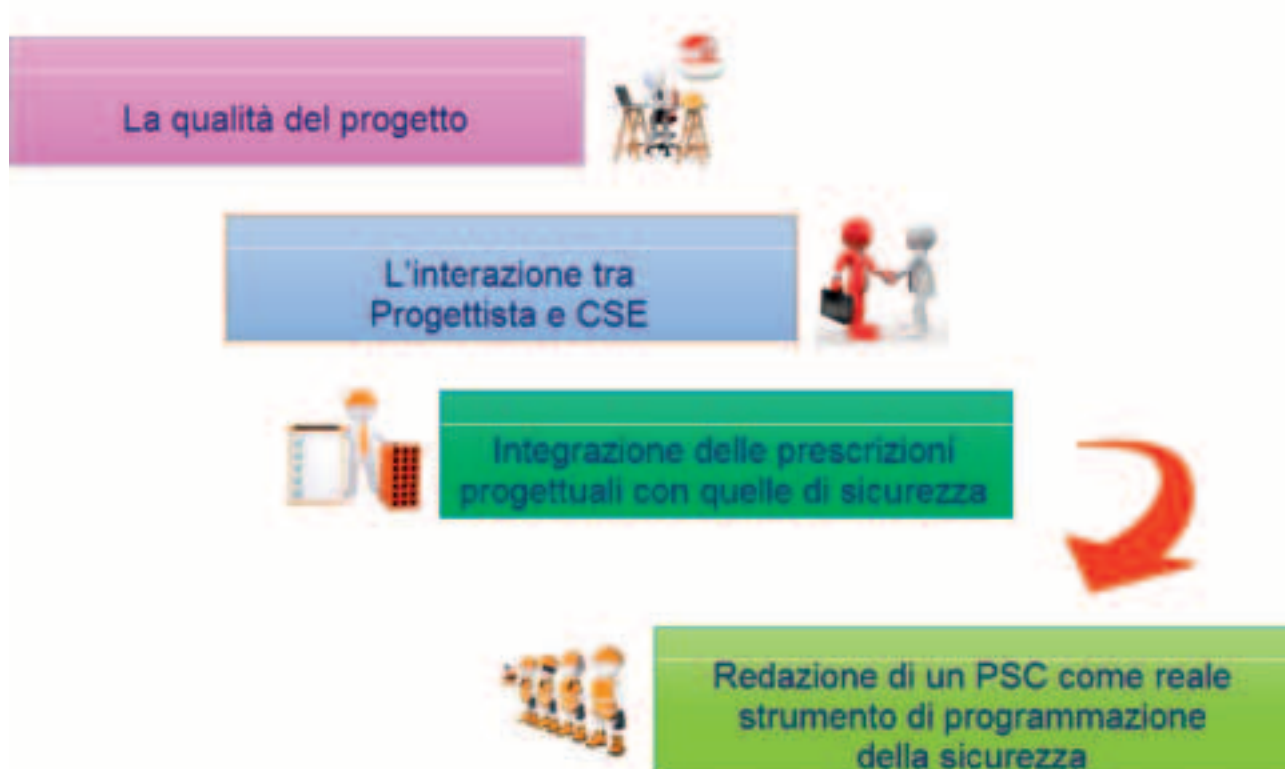 La qualità del progetto
L'interazione tra
Progettista e CSE
Integrazione delle prescrizioni
progettuali con quelle di sicurezza
Redazione di un PSC come reale
strumento di programmazione
della sicurezza